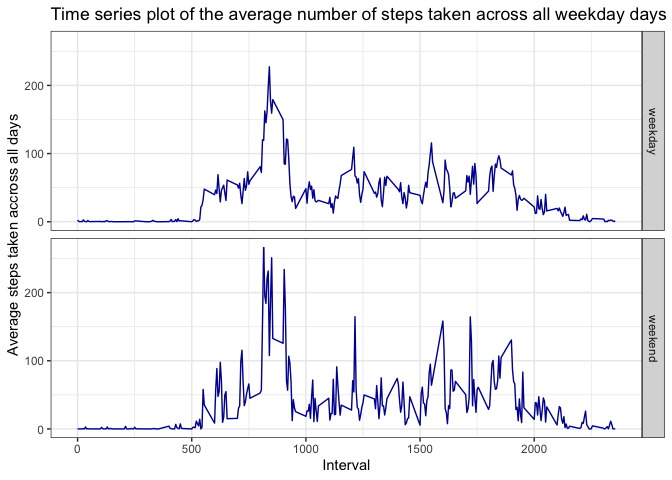 Time series plot of the average number of steps taken across all weekday days
Average steps taken accross all days
200
100
0
weekday
200
100
0
weekend
0
500
1000
1500
2000
Interval